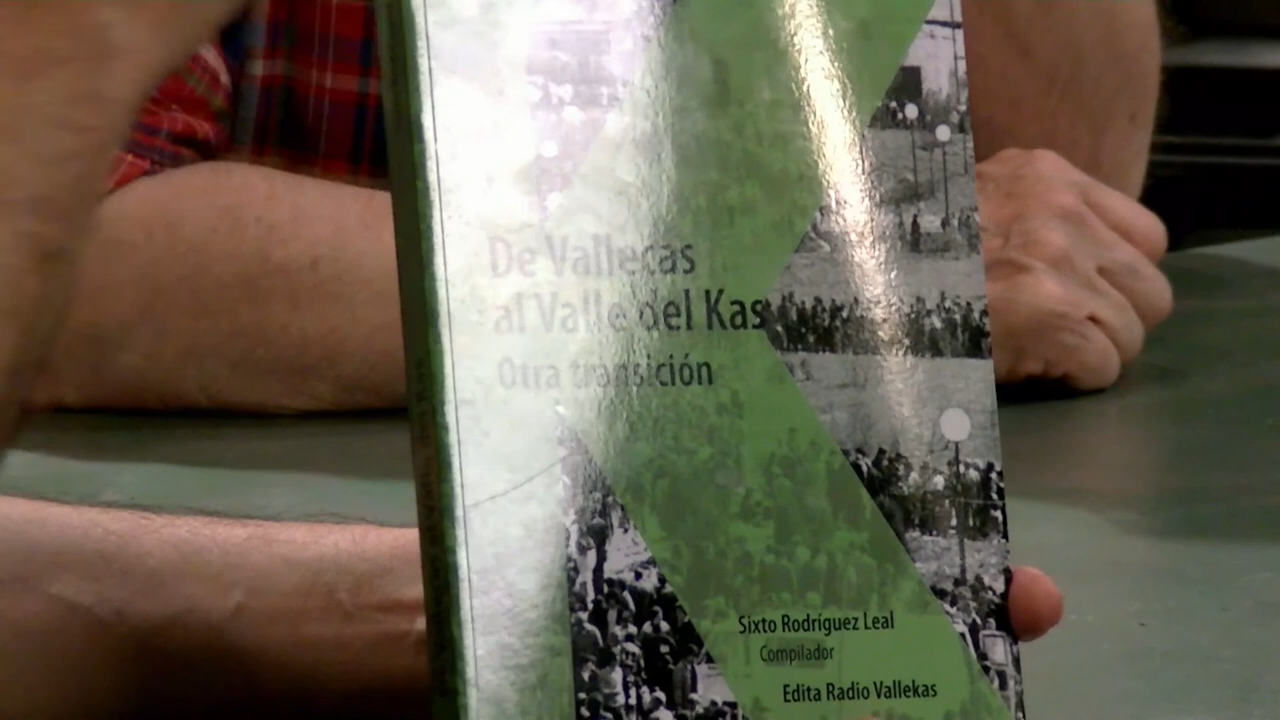 De Vallecas
al Valle del Kas
Otra transición
Sixto Rodríguez Leal
Compilador
Edita Radio Vallekas